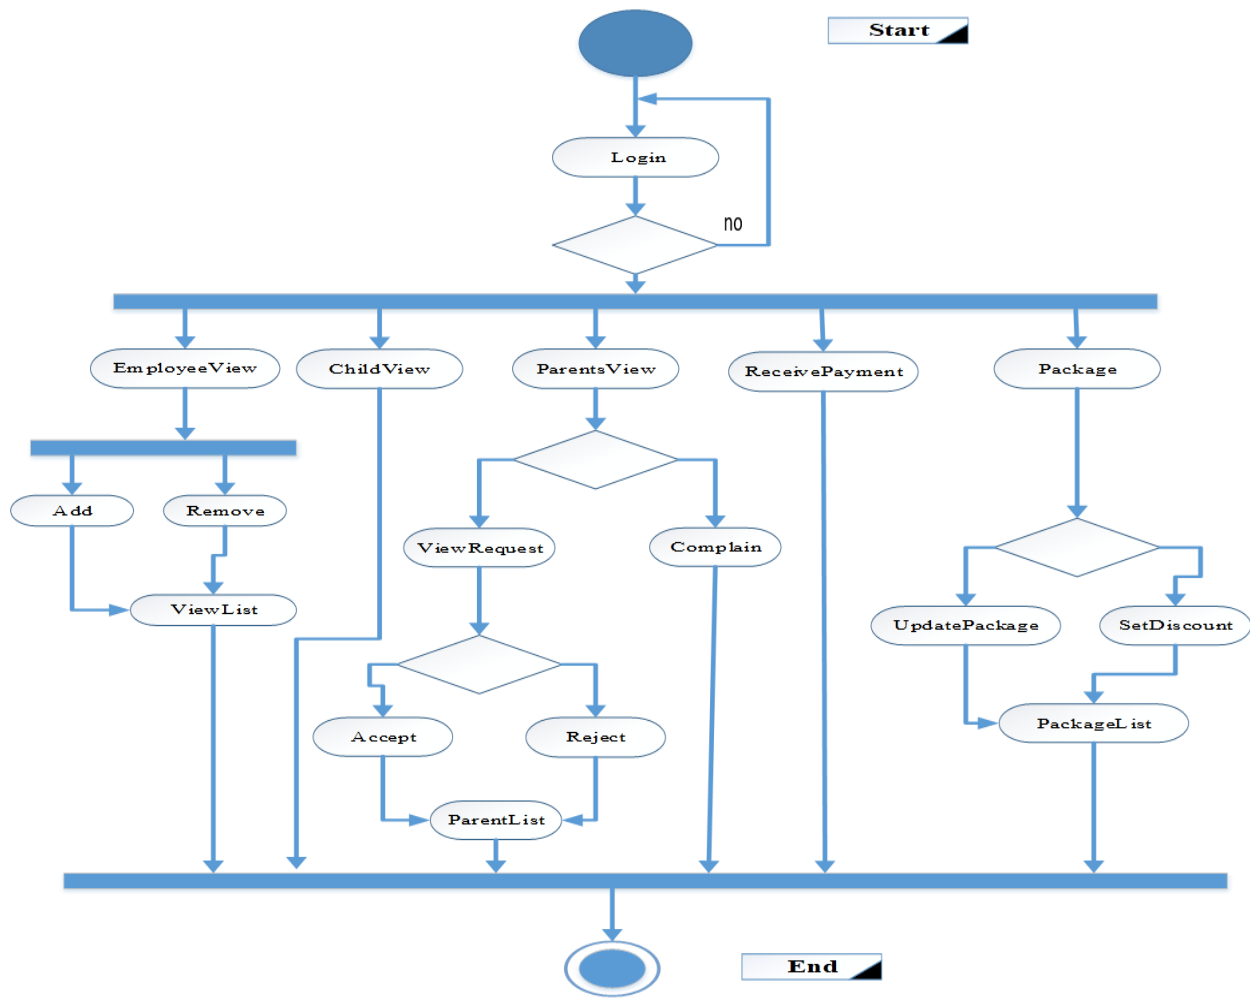 Start
Login
no
EmployeeView
ChildView
ParentsView
ReceivePayment
Package
Add
Remove
ViewRequest
Complain
ViewList
UpdatePackage
SetDiscount
Accept
Reject
PackageList
ParentList
End